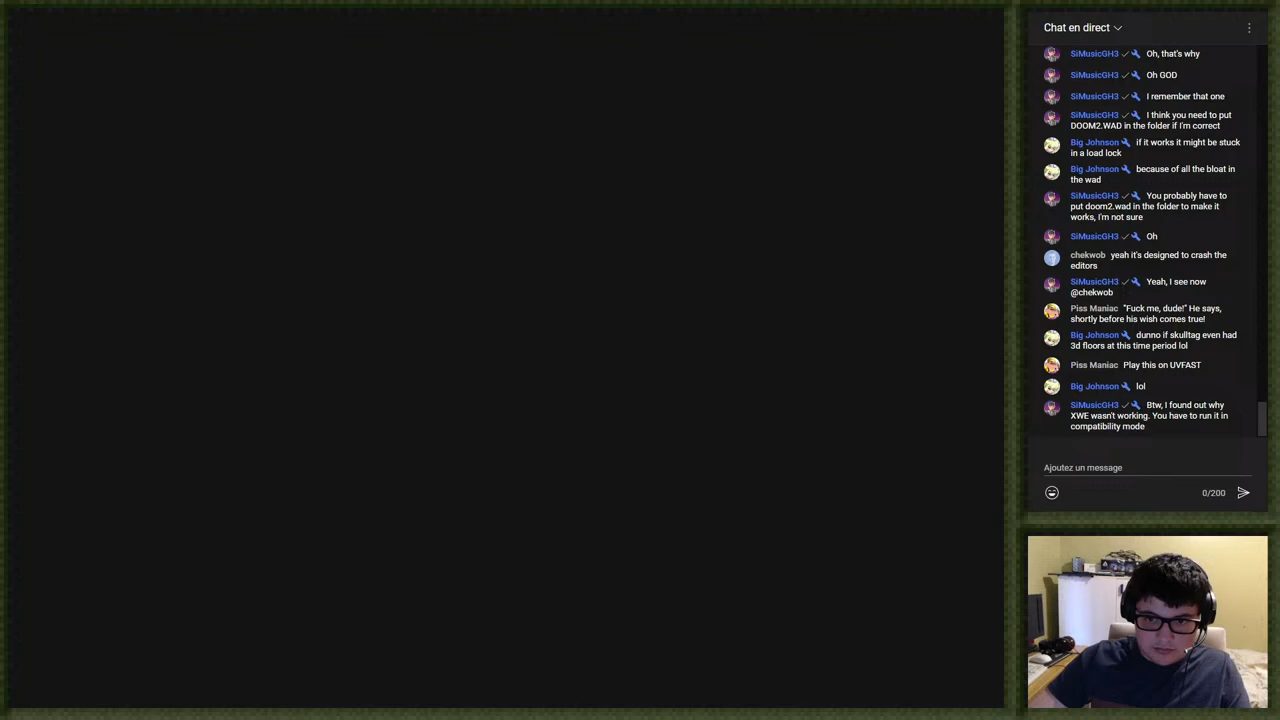 Chat en direct
SiMusicGH3 Oh, that's why
SiMusicGH3 Oh GOD
SiMusicGH3 I remember that one
SiMusicGH3 I think you need to put
DOOM2.WAD in the folder if I'm correct
Big Johnson if it works it might be stuck
in a load lock
Big Johnson because of all the bloat in
the wad
SiMusicGH3 You probably have to
put doom2.wad in the folder to make it
works, I'm not sure
SiMusicGH3 Oh
chekwob yeah it's designed to crash the
editors
SiMusicGH3 Yeah, I see now
@chekwob
Piss Maniac "Fuck me, dude!" He says,
shortly before his wish comes true!
Big Johnson dunno if skulltag even had
3d floors at this time period lol
Piss Maniac Play this on UVFAST
Big Johnson lol
SiMusicGH3 Btw, I found out why
XWE wasn't working. You have to run it in
compatibility mode
Ajoutez un message
0/200